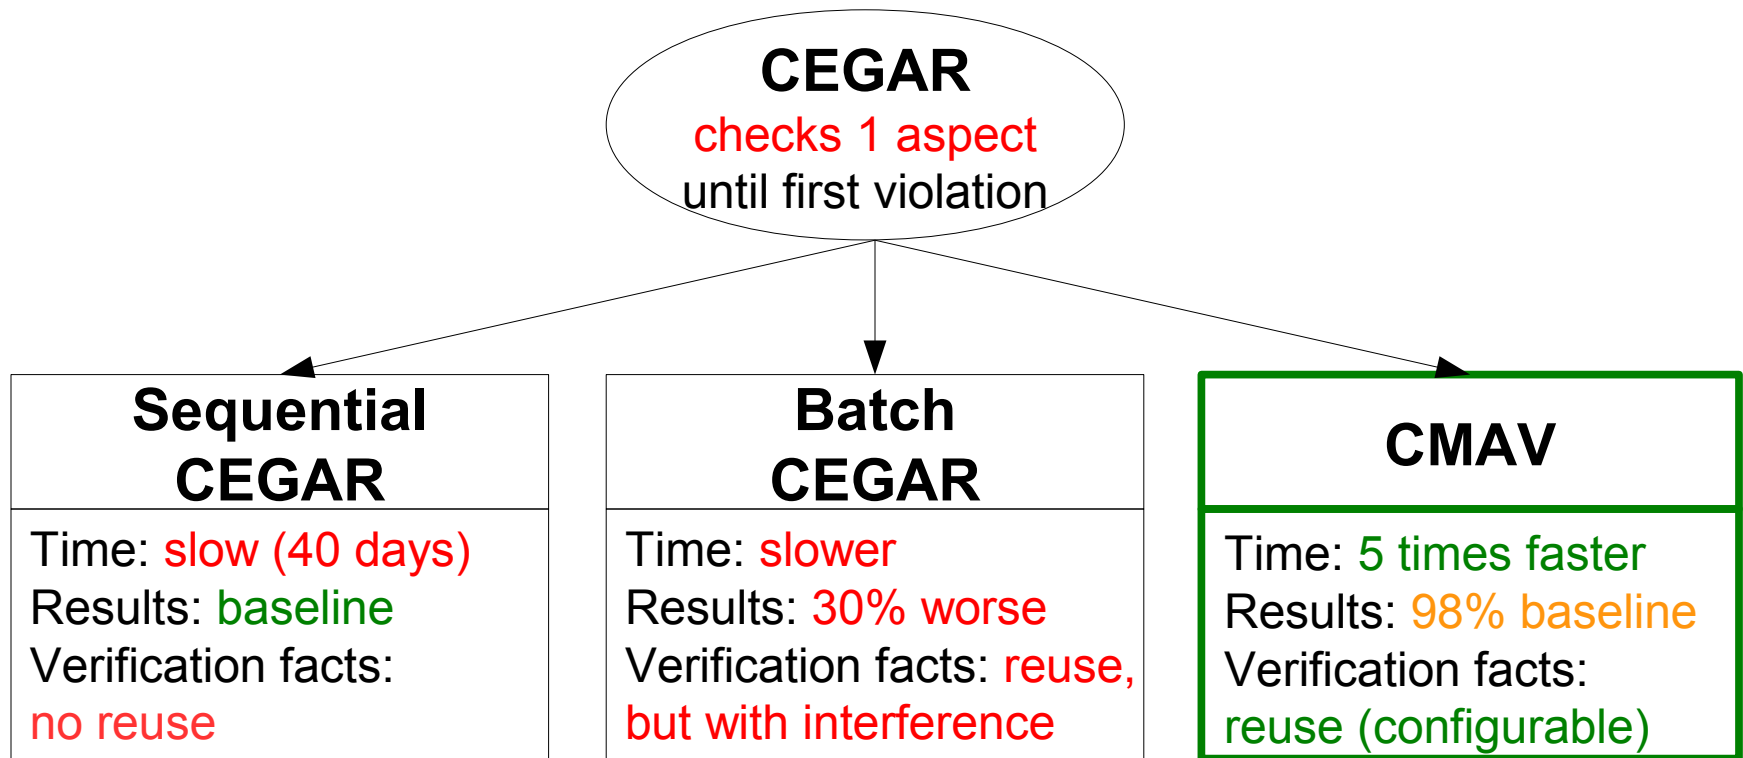 CEGAR
checks 1 aspect
until first violation
Sequential
CEGAR
Time: slow (40 days)
Results: baseline
Verification facts:
no reuse
Batch
CEGAR
Time: slower
Results: 30% worse
Verification facts: reuse,
but with interference
CMAV
Time: 5 times faster
Results: 98% baseline
Verification facts:
reuse (configurable)